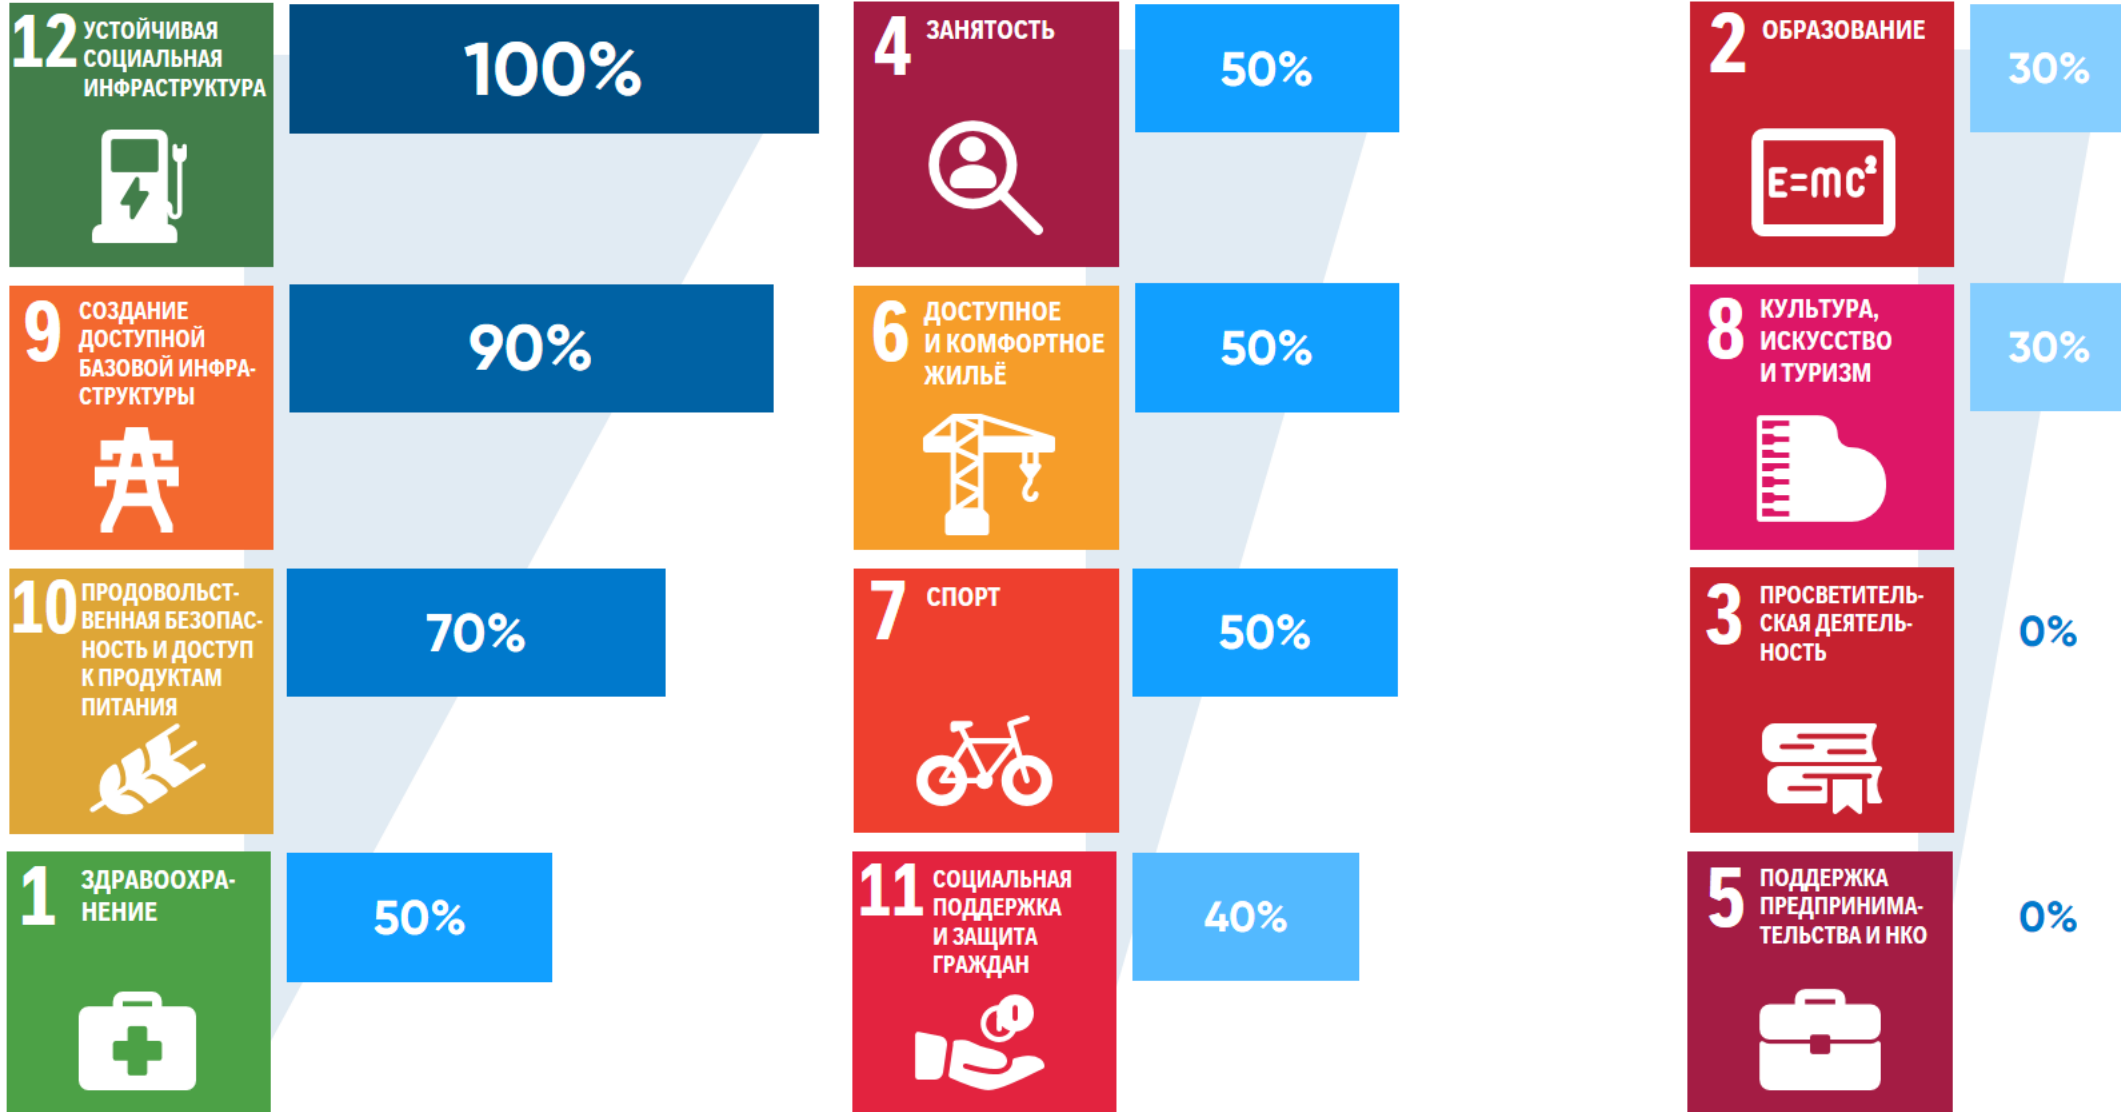 12
УСТОЙЧИВАЯ
СОЦИАЛЬНАЯ
ИНФРАСТРУКТУРА
100%
9
СОЗДАНИЕ
ДОСТУПНОЙ
БАЗОВОЙ ИНФРА-
СТРУКТУРЫ
90%
10
ПРОДОВОЛЬСТ-
ВЕННАЯ БЕЗОПАС-
НОСТЬ И ДОСТУП
К ПРОДУКТАМ
ПИТАНИЯ
70%
1
ЗДРАВООХРА-
НЕНИЕ
50%
4
ЗАНЯТОСТЬ
50%
6
ДОСТУПНОЕ
И КОМФОРТНОЕ
ЖИЛЬЁ
50%
7
СПОРТ
50%
11
СОЦИАЛЬНАЯ
ПОДДЕРЖКА
И ЗАЩИТА
ГРАЖДАН
40%
2
ОБРАЗОВАНИЕ
E=mc²
30%
8
КУЛЬТУРА,
ИСКУССТВО
И ТУРИЗМ
30%
3
ПРОСВЕТИТЕЛЬ-
СКАЯ ДЕЯТЕЛЬ-
НОСТЬ
0%
5
ПОДДЕРЖКА
ПРЕДПРИНИМА-
ТЕЛЬСТВА И НКО
0%